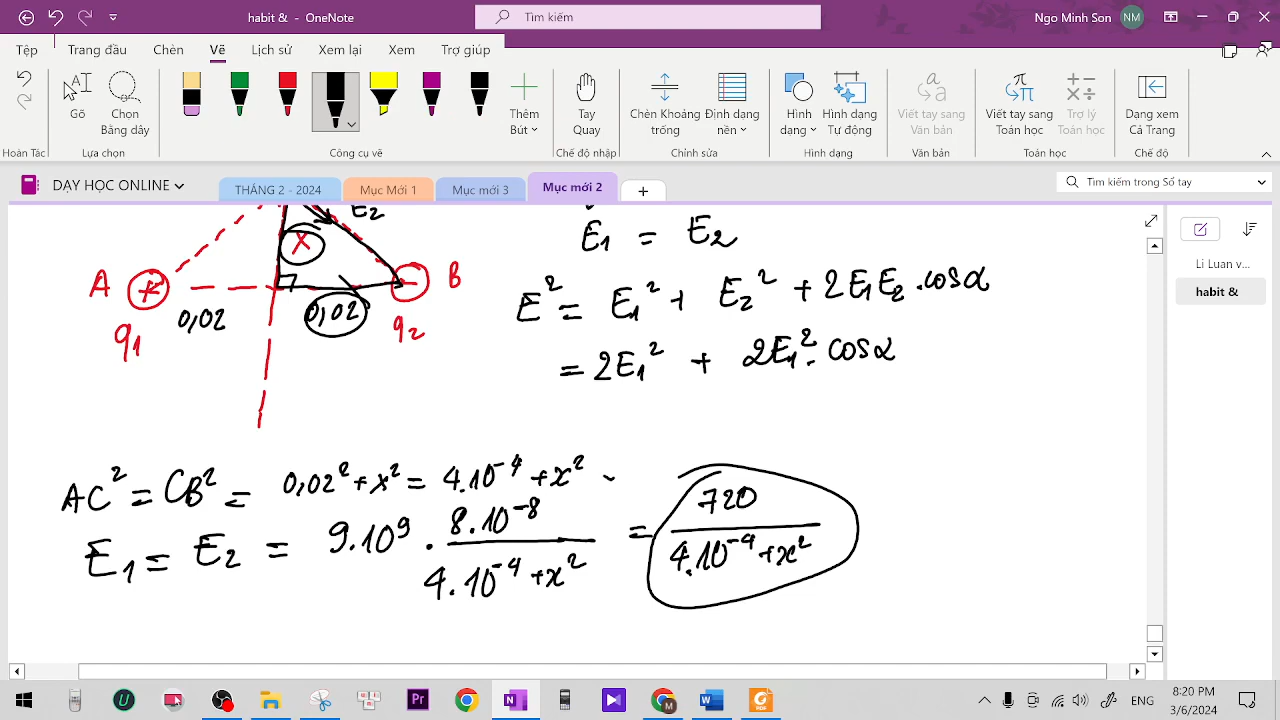 habit & - OneNote
Tìm kiếm
Ngo Minh Son NM
Tệp Trang đầu Chèn Vẽ Lịch sử Xem lại Xem Trợ giúp
Gõ
Chọn Bằng dây
Thêm Bút
Tay Quay
Chèn Khoảng trống
Định dạng nền
Hình dạng
Hình dạng Tự động
Viết tay sang Văn bản
Viết tay sang Toán học
Trợ lý Toán học
Dạng xem Cả Trang
Hoàn Tác Lựa chọn Công cụ vẽ Chế độ nhập Chỉnh sửa Hình dạng Văn bản Toán học Chế độ
DẠY HỌC ONLINE THÁNG 2 - 2024 Mục Mới 1 Mục mới 3 Mục mới 2 +
Tìm kiếm trong Sổ tay
Li Luan v...
habit &
E2
x
A B
0,02 0,02
q1 q2
E1 = E2
E² = E1² + E2² + 2E1E2.cosα
= 2E1² + 2E1².cosα
AC² = CB² = 0,02² + x² = 4.10⁻⁴ + x²
E1 = E2 = 9.10⁹ . 8.10⁻⁸ / 4.10⁻⁴ + x² = 720 / 4.10⁻⁴ + x²
8:20 PM
3/6/2024